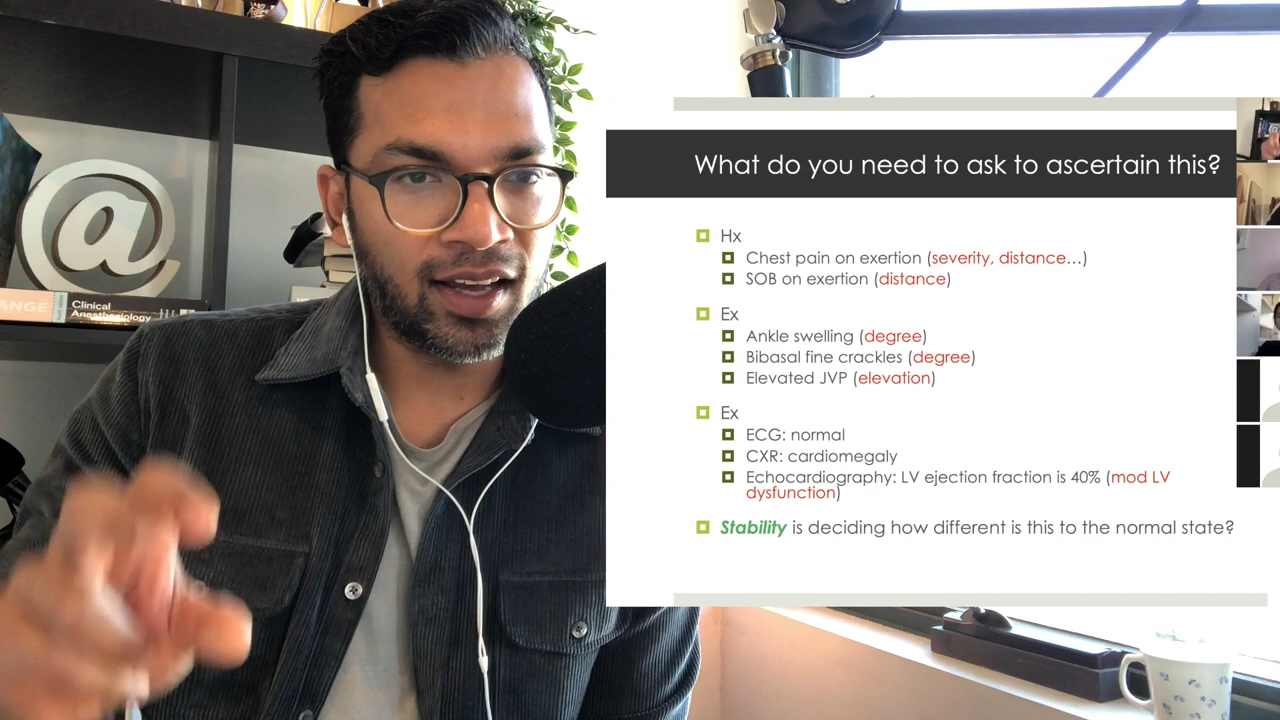 @
ANGE
Clinical
Anesthesiology
What do you need to ask to ascertain this?
Hx
Chest pain on exertion (severity, distance…)
SOB on exertion (distance)
Ex
Ankle swelling (degree)
Bibasal fine crackles (degree)
Elevated JVP (elevation)
Ex
ECG: normal
CXR: cardiomegaly
Echocardiography: LV ejection fraction is 40% (mod LV
dysfunction)
Stability is deciding how different is this to the normal state?